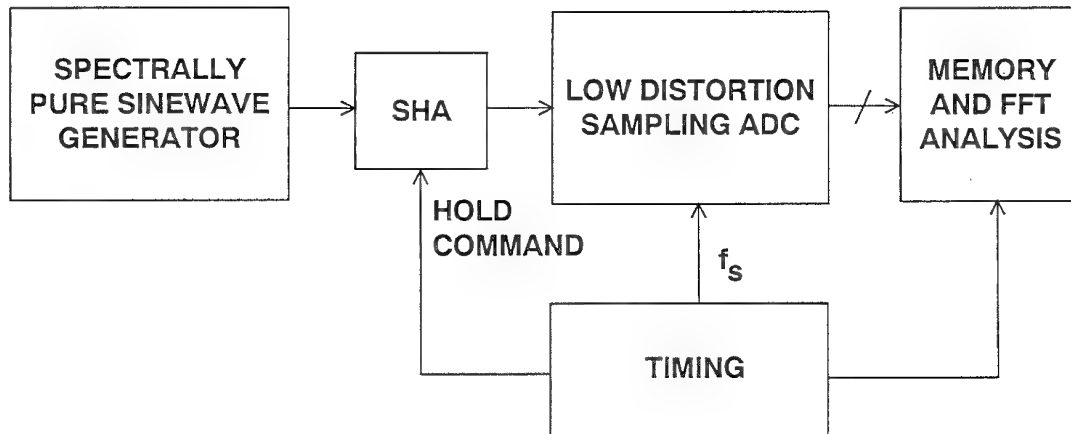 SPECTRALLY
PURE SINEWAVE
GENERATOR
SHA
LOW DISTORTION
SAMPLING ADC
MEMORY
AND FFT
ANALYSIS
HOLD
COMMAND
fs
TIMING